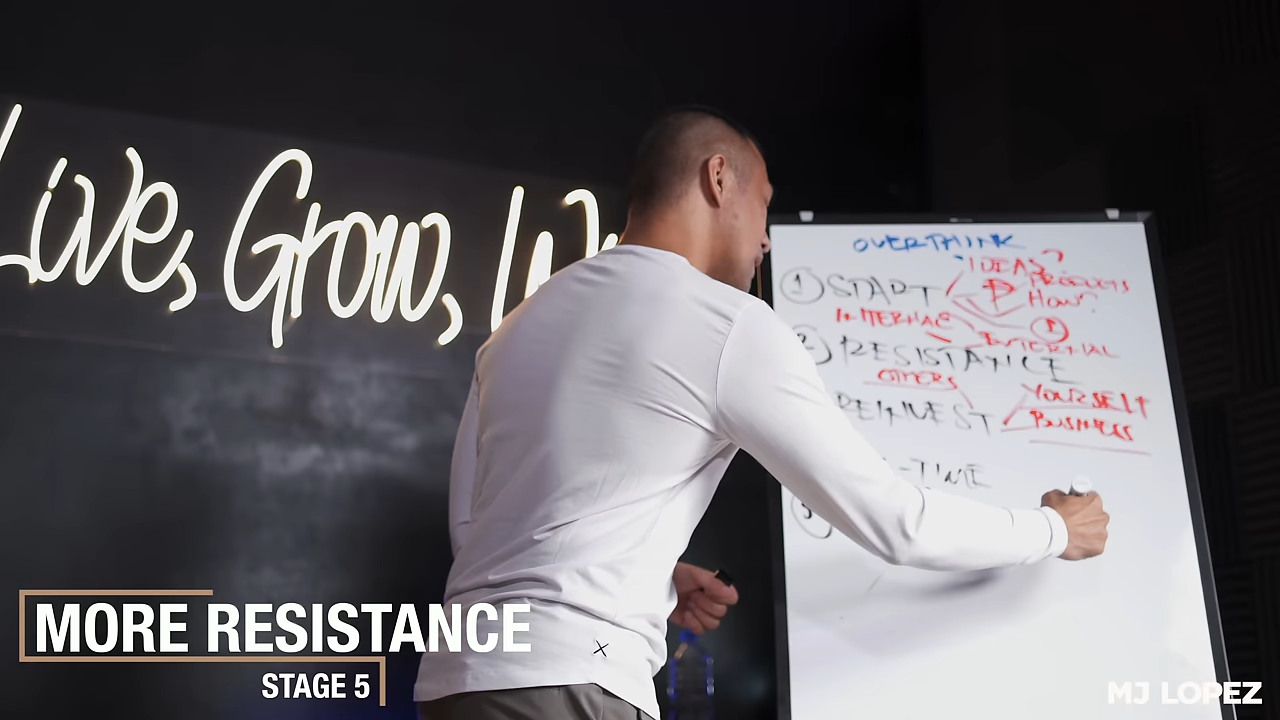 Live, Grow,
OVERTHINK
IDEAS?
① START
PRODUCTS
HOW?
INTERNAL
②
EXTERNAL
RESISTANCE
OTHERS
REINVEST
YOURSELF
BUSINESS
-TIME
MORE RESISTANCE
STAGE 5
MJ LOPEZ